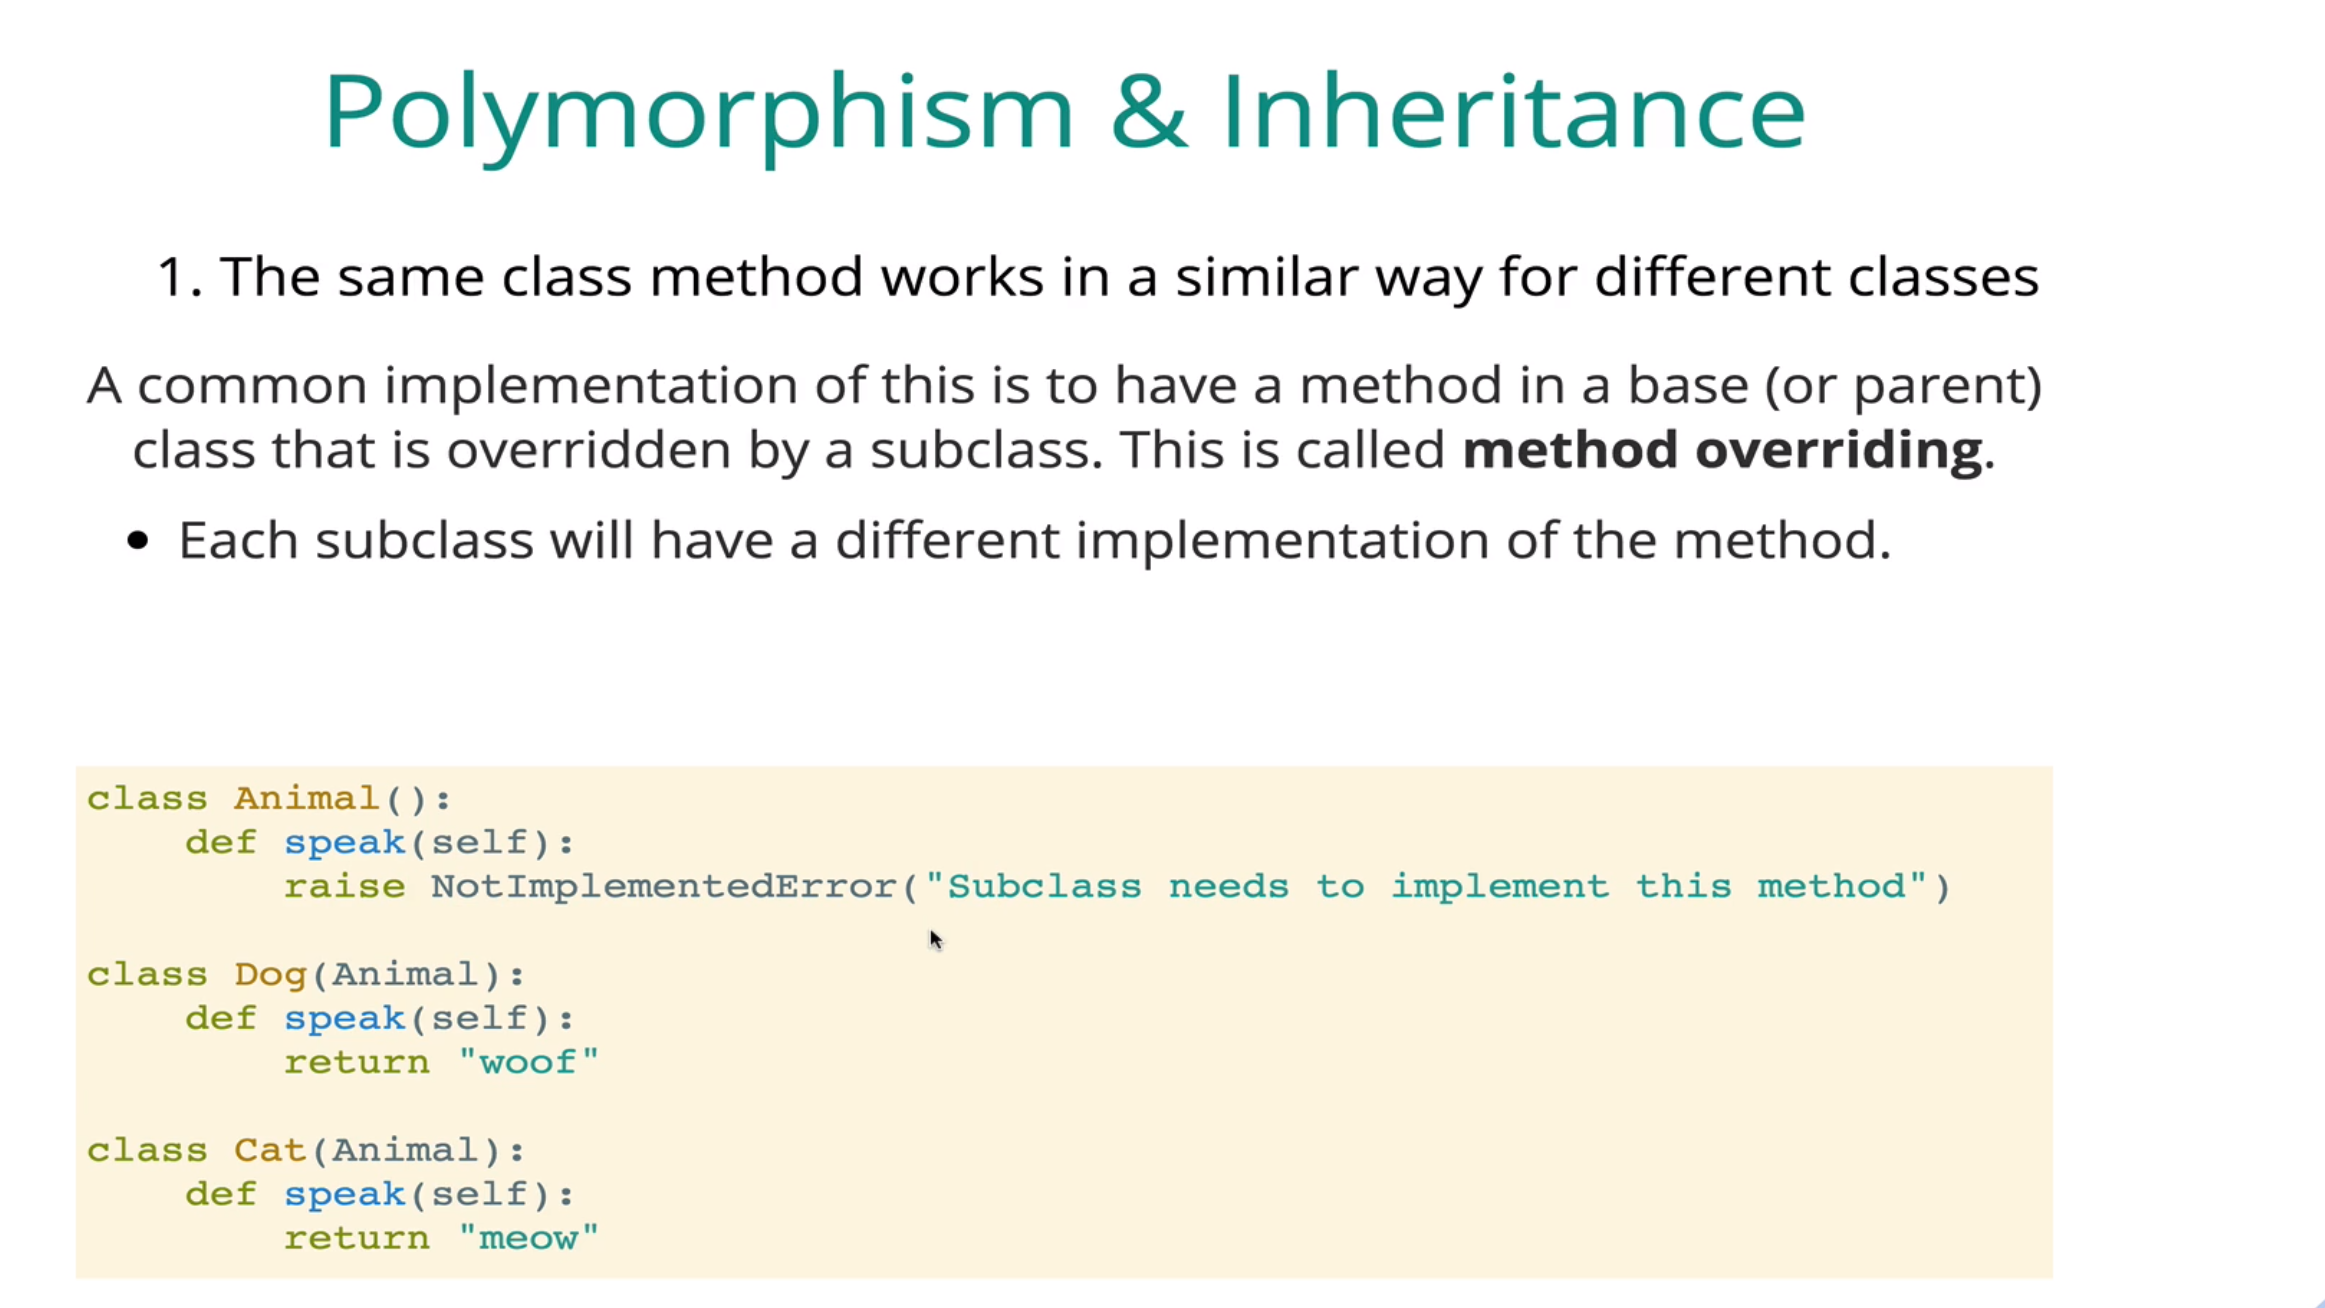 Polymorphism & Inheritance
1. The same class method works in a similar way for different classes
A common implementation of this is to have a method in a base (or parent)
class that is overridden by a subclass. This is called method overriding.
• Each subclass will have a different implementation of the method.
class Animal():
    def speak(self):
        raise NotImplementedError("Subclass needs to implement this method")
class Dog(Animal):
    def speak(self):
        return "woof"
class Cat(Animal):
    def speak(self):
        return "meow"